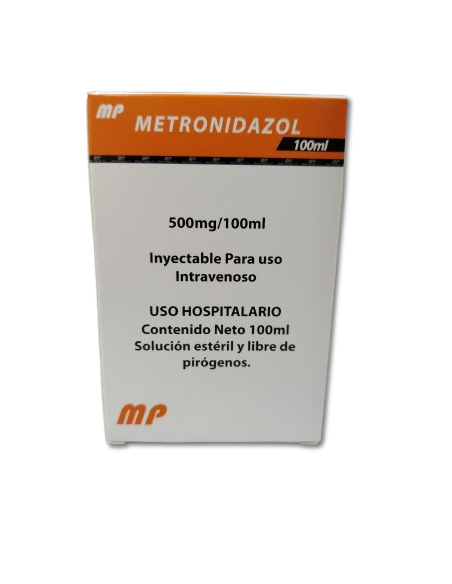 MP METRONIDAZOL
100ml
500mg/100ml
Inyectable Para uso
Intravenoso
USO HOSPITALARIO
Contenido Neto 100ml
Solución estéril y libre de
pirógenos.
MP